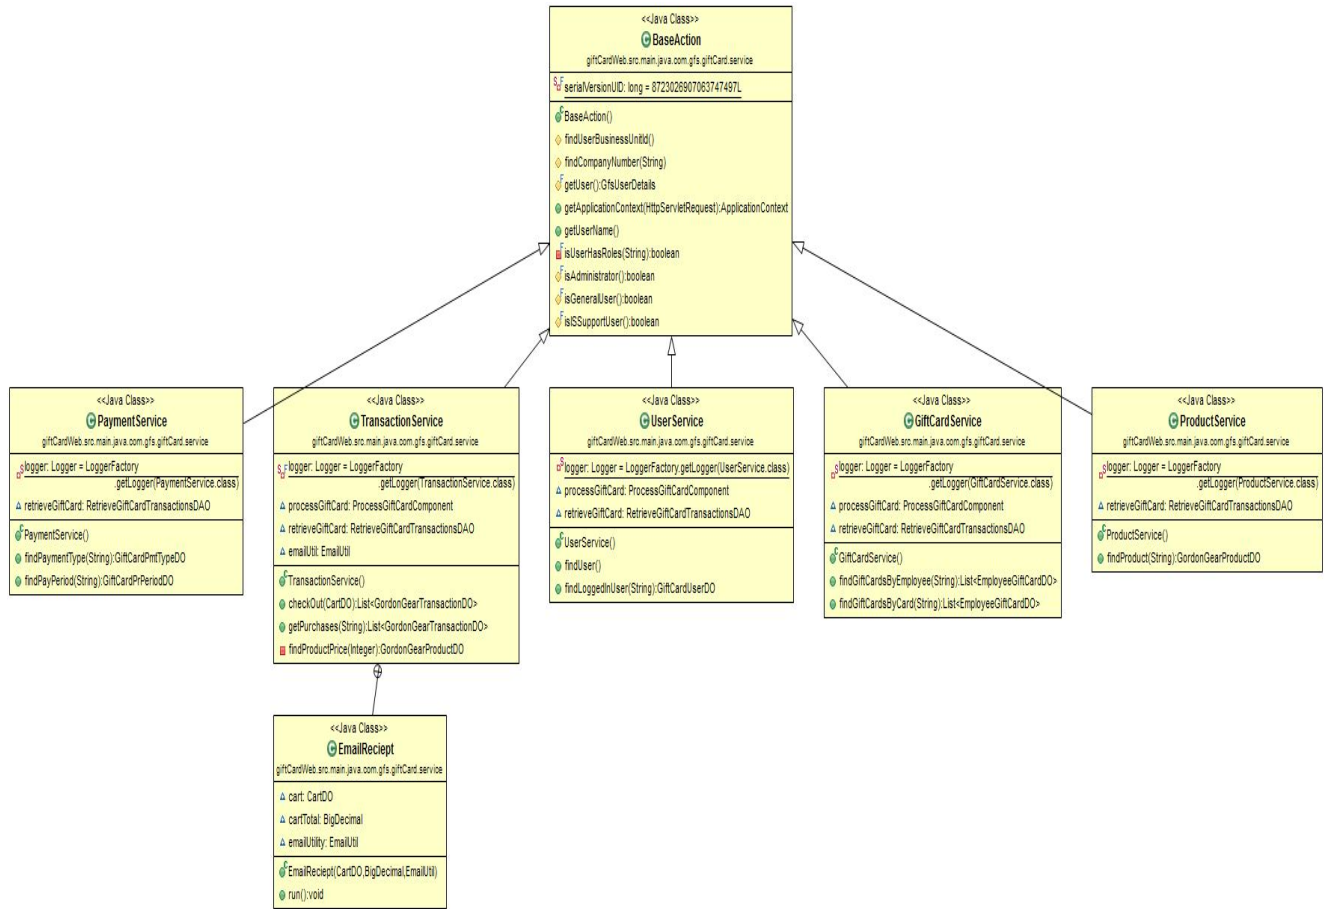 <<Java Class>>
BaseAction
giftCardWeb.src.main.java.com.gfs.giftCard.service
serialVersionUID: long = 8723026907063747497L
BaseAction()
findUserBusinessUnitId()
findCompanyNumber(String)
getUser():GfsUserDetails
getApplicationContext(HttpServletRequest):ApplicationContext
getUserName()
isUserHasRoles(String):boolean
isAdministrator():boolean
isGeneralUser():boolean
isISSupportUser():boolean
<<Java Class>>
PaymentService
giftCardWeb.src.main.java.com.gfs.giftCard.service
logger: Logger = LoggerFactory
.getLogger(PaymentService.class)
retrieveGiftCard: RetrieveGiftCardTransactionsDAO
PaymentService()
findPaymentType(String):GiftCardPmtTypeDO
findPayPeriod(String):GiftCardPrPeriodDO
<<Java Class>>
TransactionService
giftCardWeb.src.main.java.com.gfs.giftCard.service
logger: Logger = LoggerFactory
.getLogger(TransactionService.class)
processGiftCard: ProcessGiftCardComponent
retrieveGiftCard: RetrieveGiftCardTransactionsDAO
emailUtil: EmailUtil
TransactionService()
checkOut(CartDO):List<GordonGearTransactionDO>
getPurchases(String):List<GordonGearTransactionDO>
findProductPrice(Integer):GordonGearProductDO
<<Java Class>>
UserService
giftCardWeb.src.main.java.com.gfs.giftCard.service
logger: Logger = LoggerFactory.getLogger(UserService.class)
processGiftCard: ProcessGiftCardComponent
retrieveGiftCard: RetrieveGiftCardTransactionsDAO
UserService()
findUser()
findLoggedInUser(String):GiftCardUserDO
<<Java Class>>
GiftCardService
giftCardWeb.src.main.java.com.gfs.giftCard.service
logger: Logger = LoggerFactory
.getLogger(GiftCardService.class)
processGiftCard: ProcessGiftCardComponent
retrieveGiftCard: RetrieveGiftCardTransactionsDAO
GiftCardService()
findGiftCardsByEmployee(String):List<EmployeeGiftCardDO>
findGiftCardsByCard(String):List<EmployeeGiftCardDO>
<<Java Class>>
ProductService
giftCardWeb.src.main.java.com.gfs.giftCard.service
logger: Logger = LoggerFactory
.getLogger(ProductService.class)
retrieveGiftCard: RetrieveGiftCardTransactionsDAO
ProductService()
findProduct(String):GordonGearProductDO
<<Java Class>>
EmailReciept
giftCardWeb.src.main.java.com.gfs.giftCard.service
cart: CartDO
cartTotal: BigDecimal
emailUtility: EmailUtil
EmailReciept(CartDO,BigDecimal,EmailUtil)
run():void